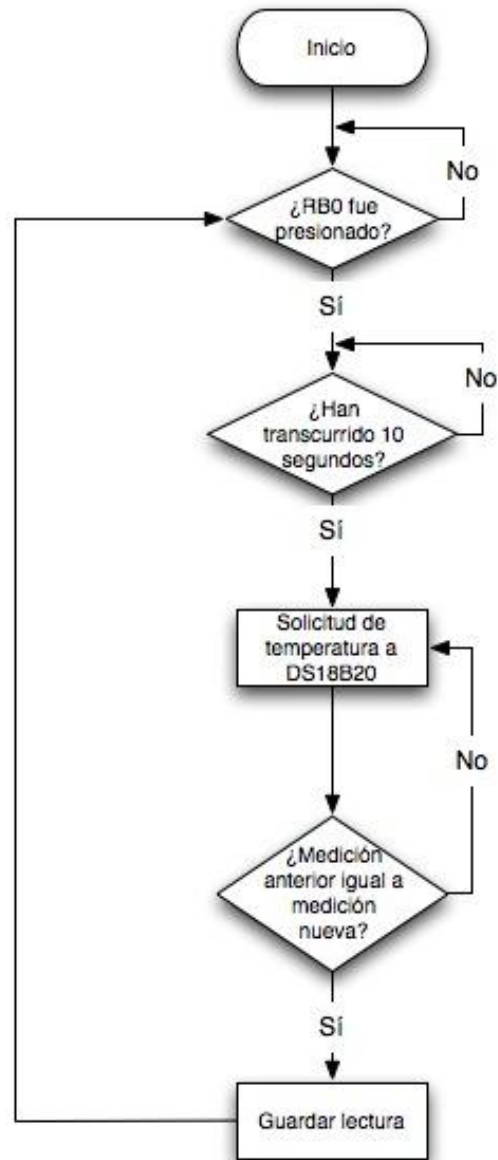 Inicio
No
¿RB0 fue
presionado?
Sí
No
¿Han
transcurrido 10
segundos?
Sí
Solicitud de
temperatura a
DS18B20
No
¿Medición
anterior igual a
medición
nueva?
Sí
Guardar lectura